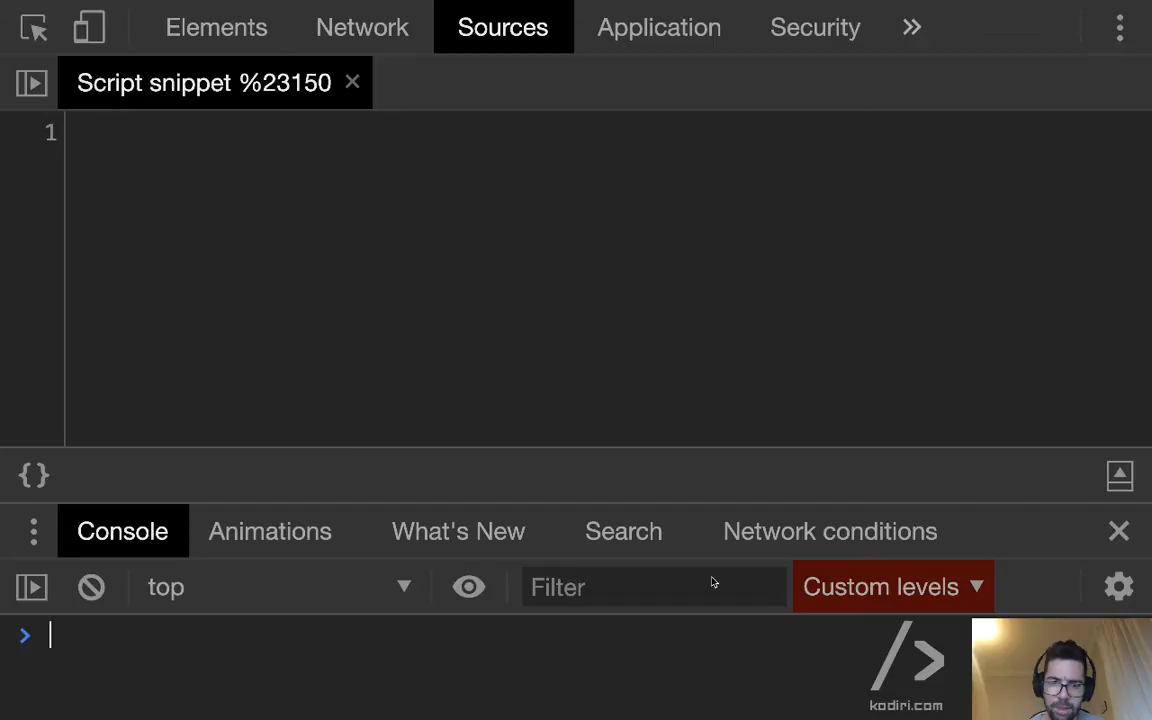 Elements Network Sources Application Security
Script snippet %23150
1
{}
Console Animations What's New Search Network conditions
top Filter Custom levels
kodiri.com